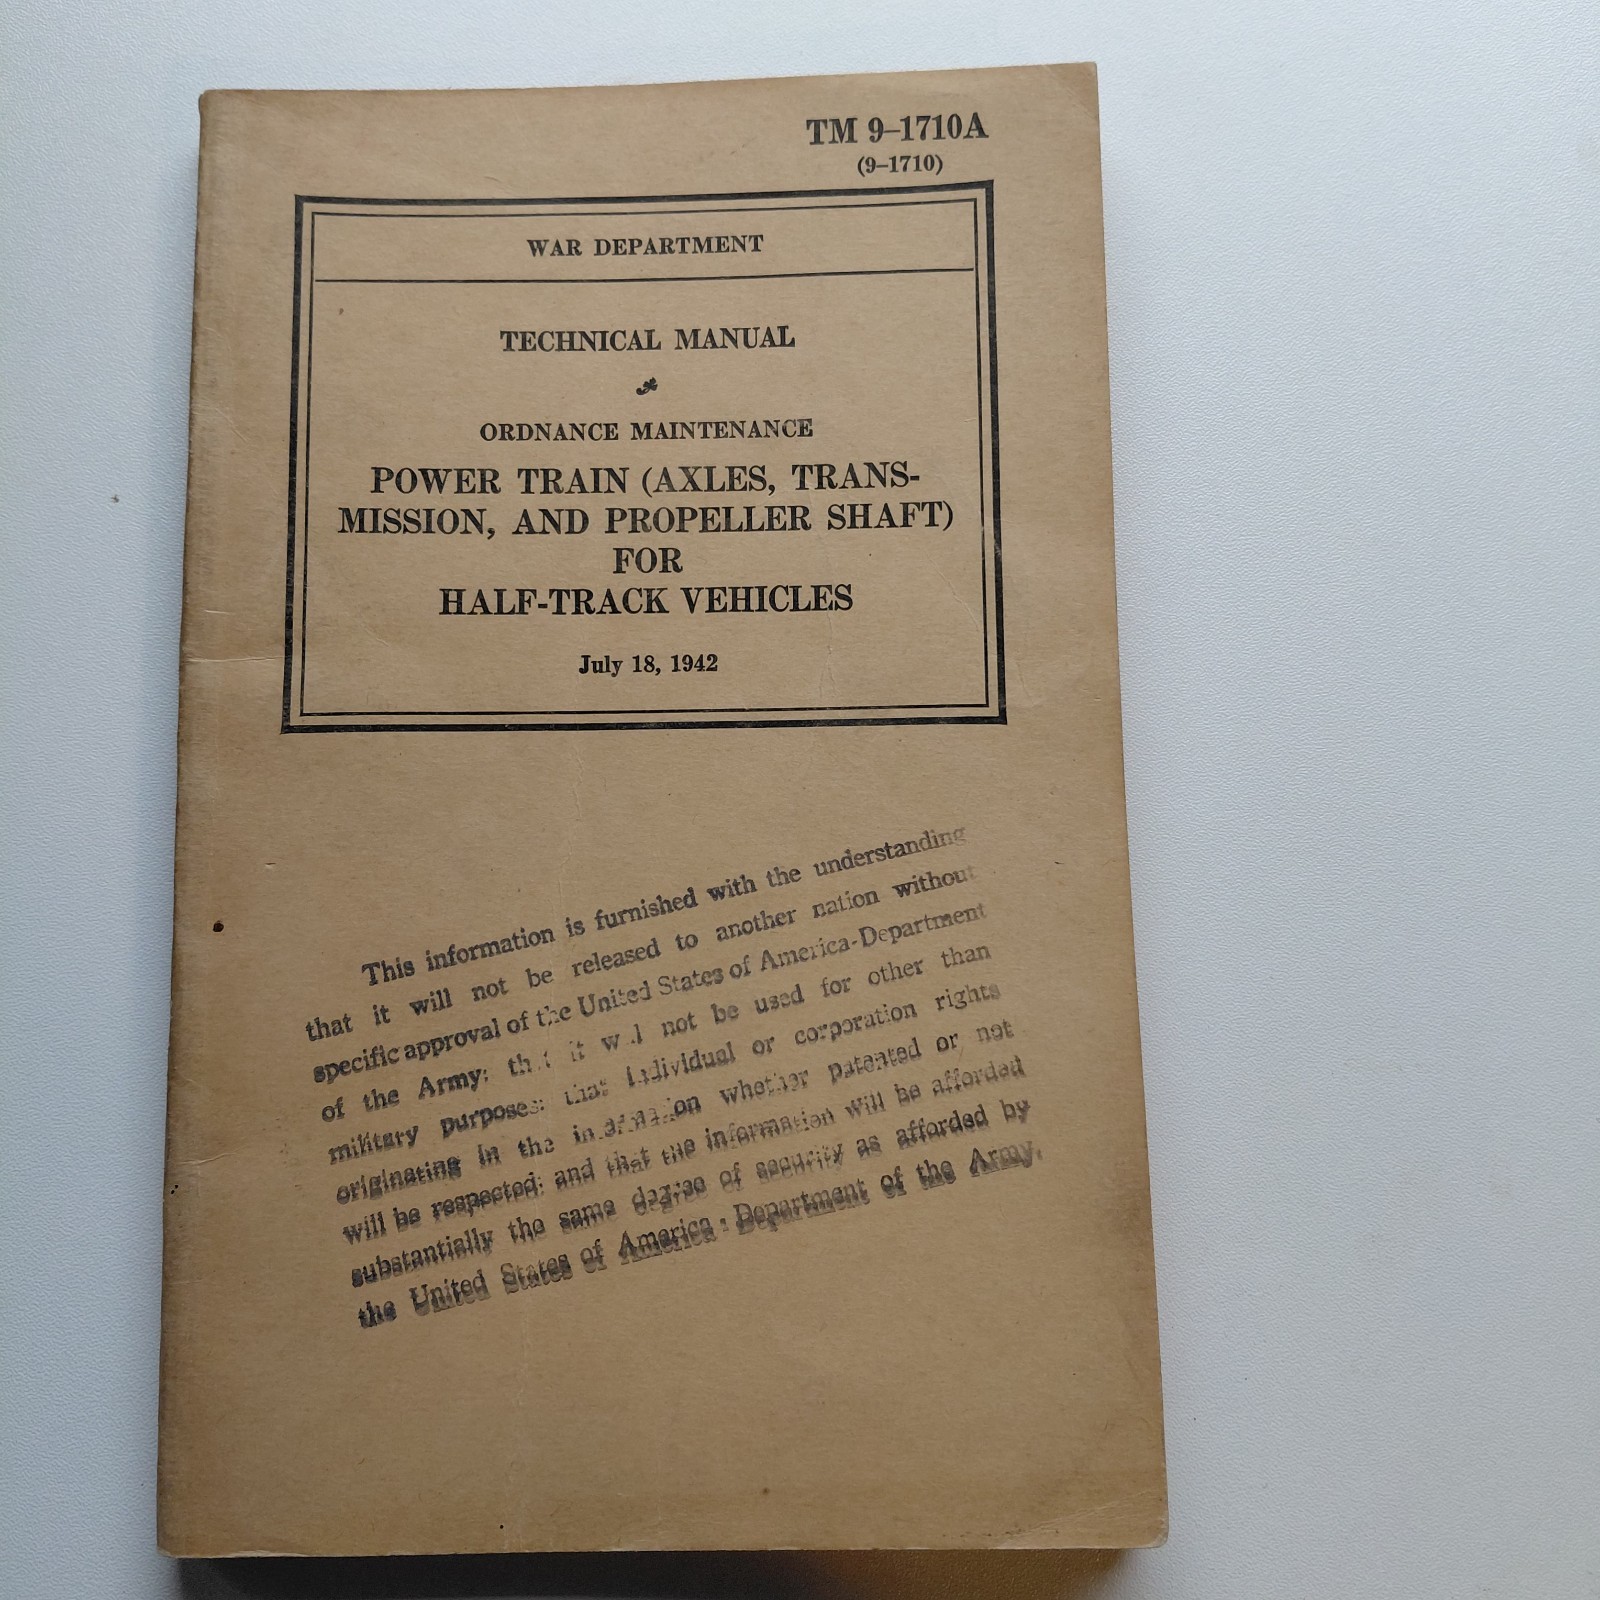 TM 9–1710A
(9–1710)
WAR DEPARTMENT
TECHNICAL MANUAL
ORDNANCE MAINTENANCE
POWER TRAIN (AXLES, TRANS-
MISSION, AND PROPELLER SHAFT)
FOR
HALF-TRACK VEHICLES
July 18, 1942
This information is furnished with the understanding
that it will not be released to another nation without
specific approval of the United States of America-Department
of the Army; that it will not be used for other than
military purposes; that individual or corporation rights
originating in the information whether patented or not
will be respected; and that the information will be afforded
substantially the same degree of security as afforded by
the United States of America - Department of the Army.